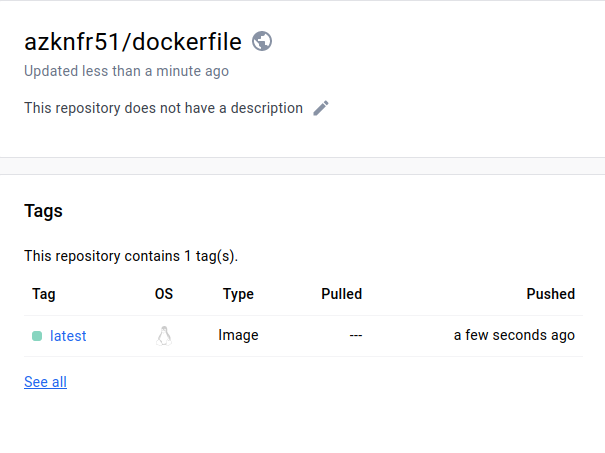 azknfr51/dockerfile
Updated less than a minute ago
This repository does not have a description
Tags
This repository contains 1 tag(s).
Tag OS Type Pulled Pushed
latest Image --- a few seconds ago
See all